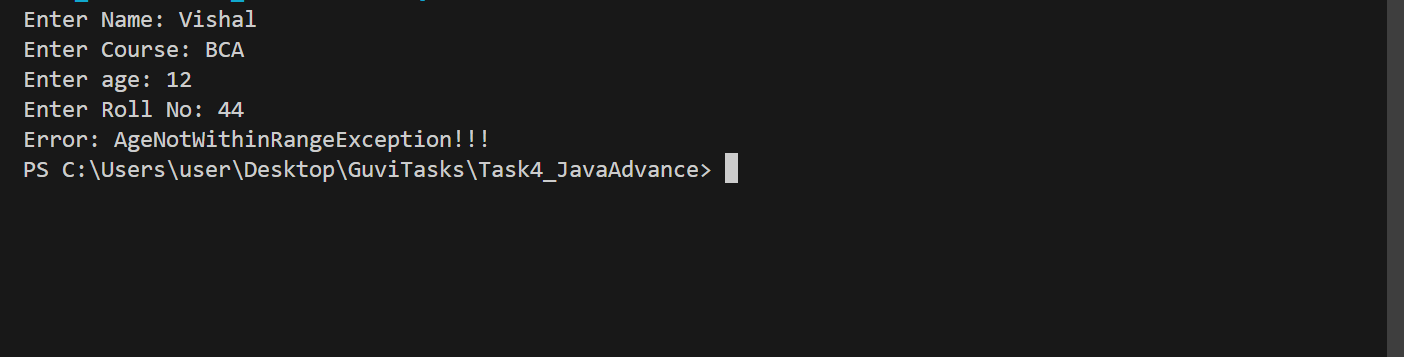 Enter Name: Vishal
Enter Course: BCA
Enter age: 12
Enter Roll No: 44
Error: AgeNotWithinRangeException!!!
PS C:\Users\user\Desktop\GuviTasks\Task4_JavaAdvance>